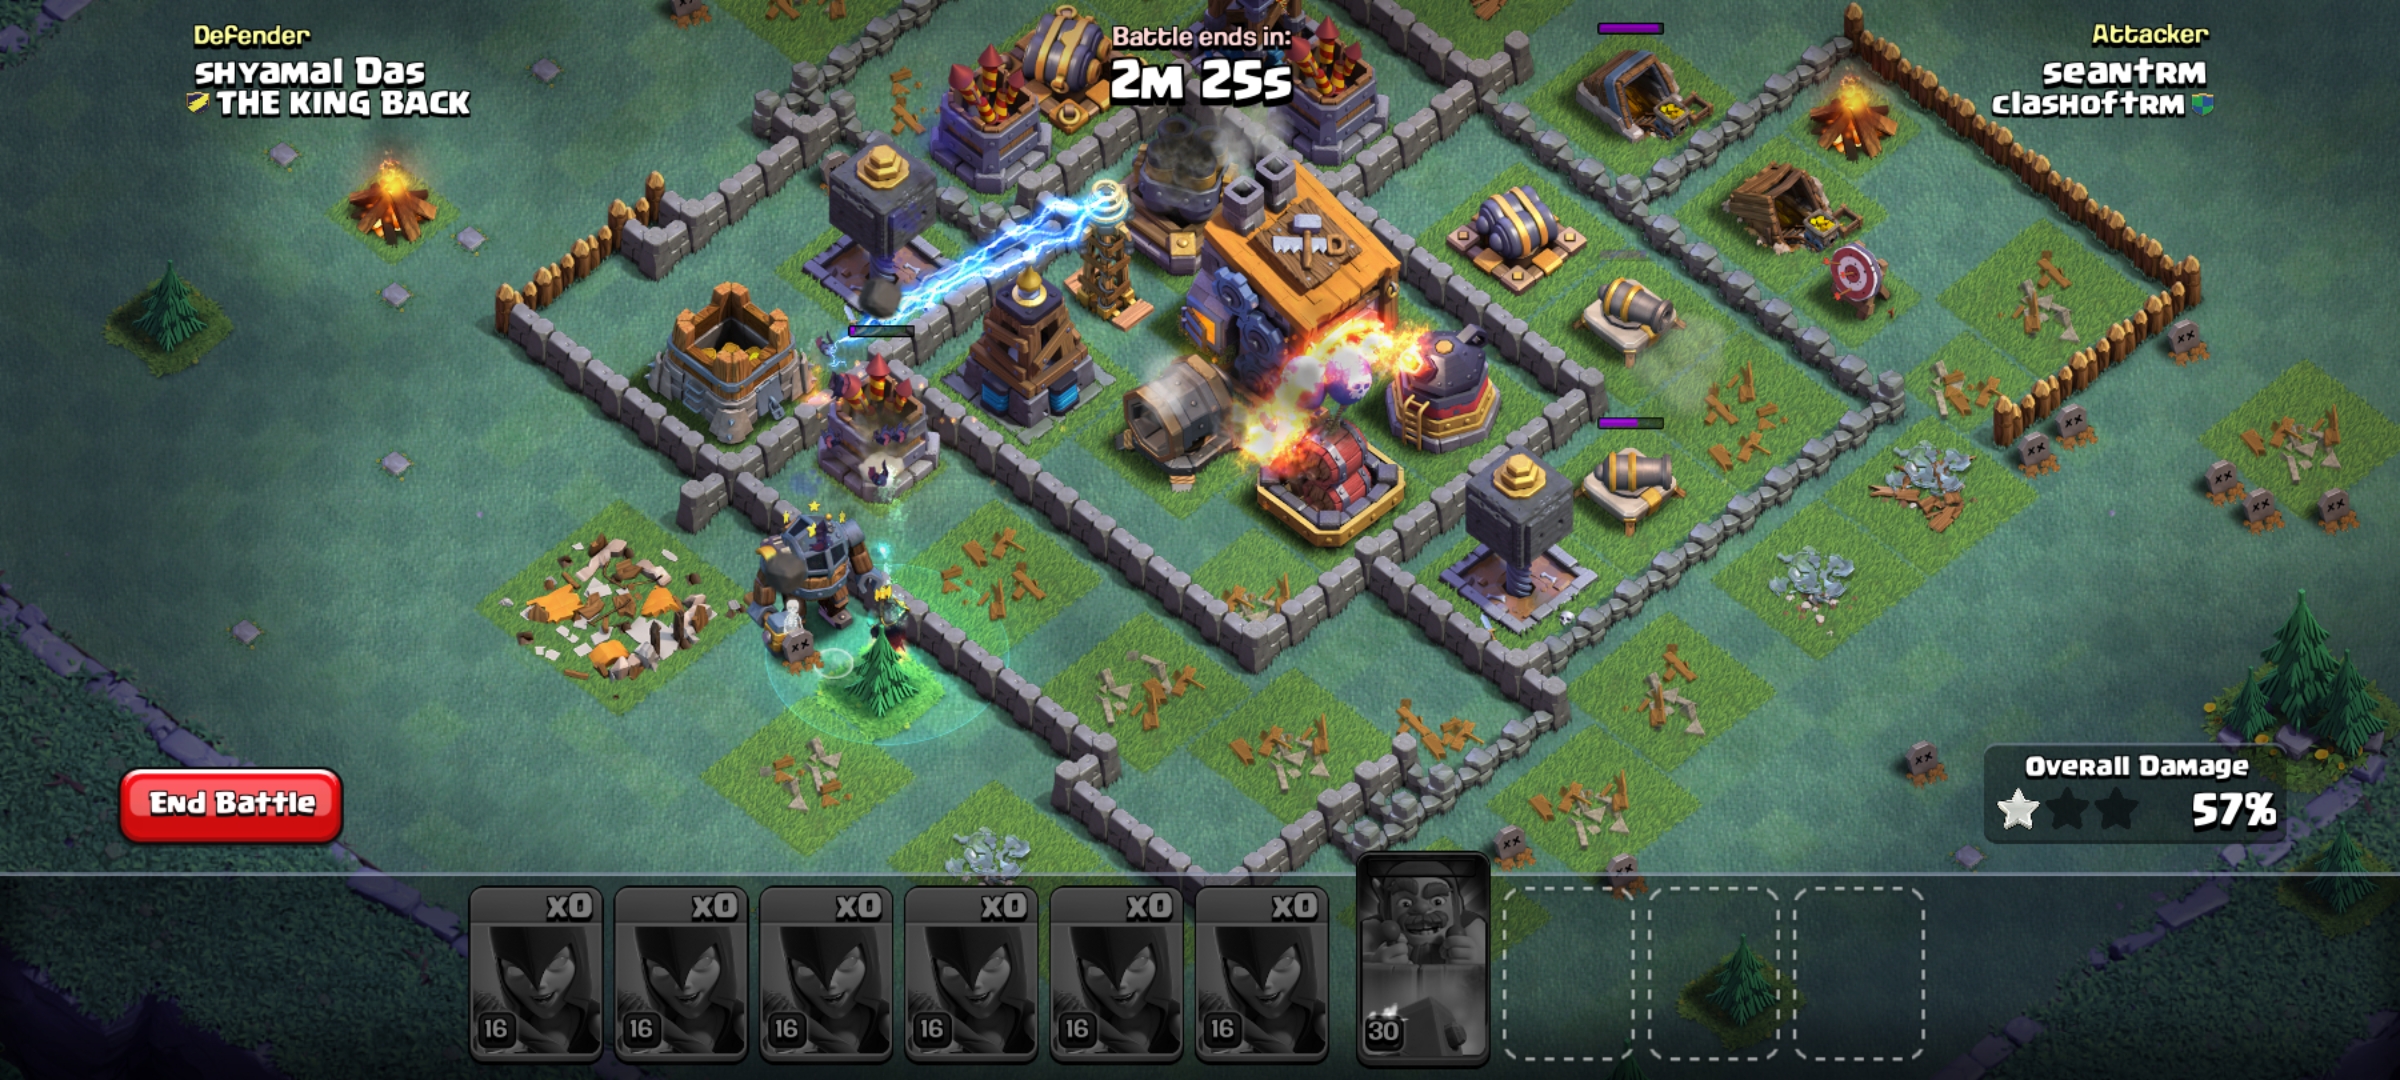 Defender
shyamal Das
THE KING BACK
Battle ends in:
2M 25s
Attacker
seantRM
clashoftRM
End Battle
Overall Damage
57%
x0
x0
x0
x0
x0
x0
16
16
16
16
16
16
30